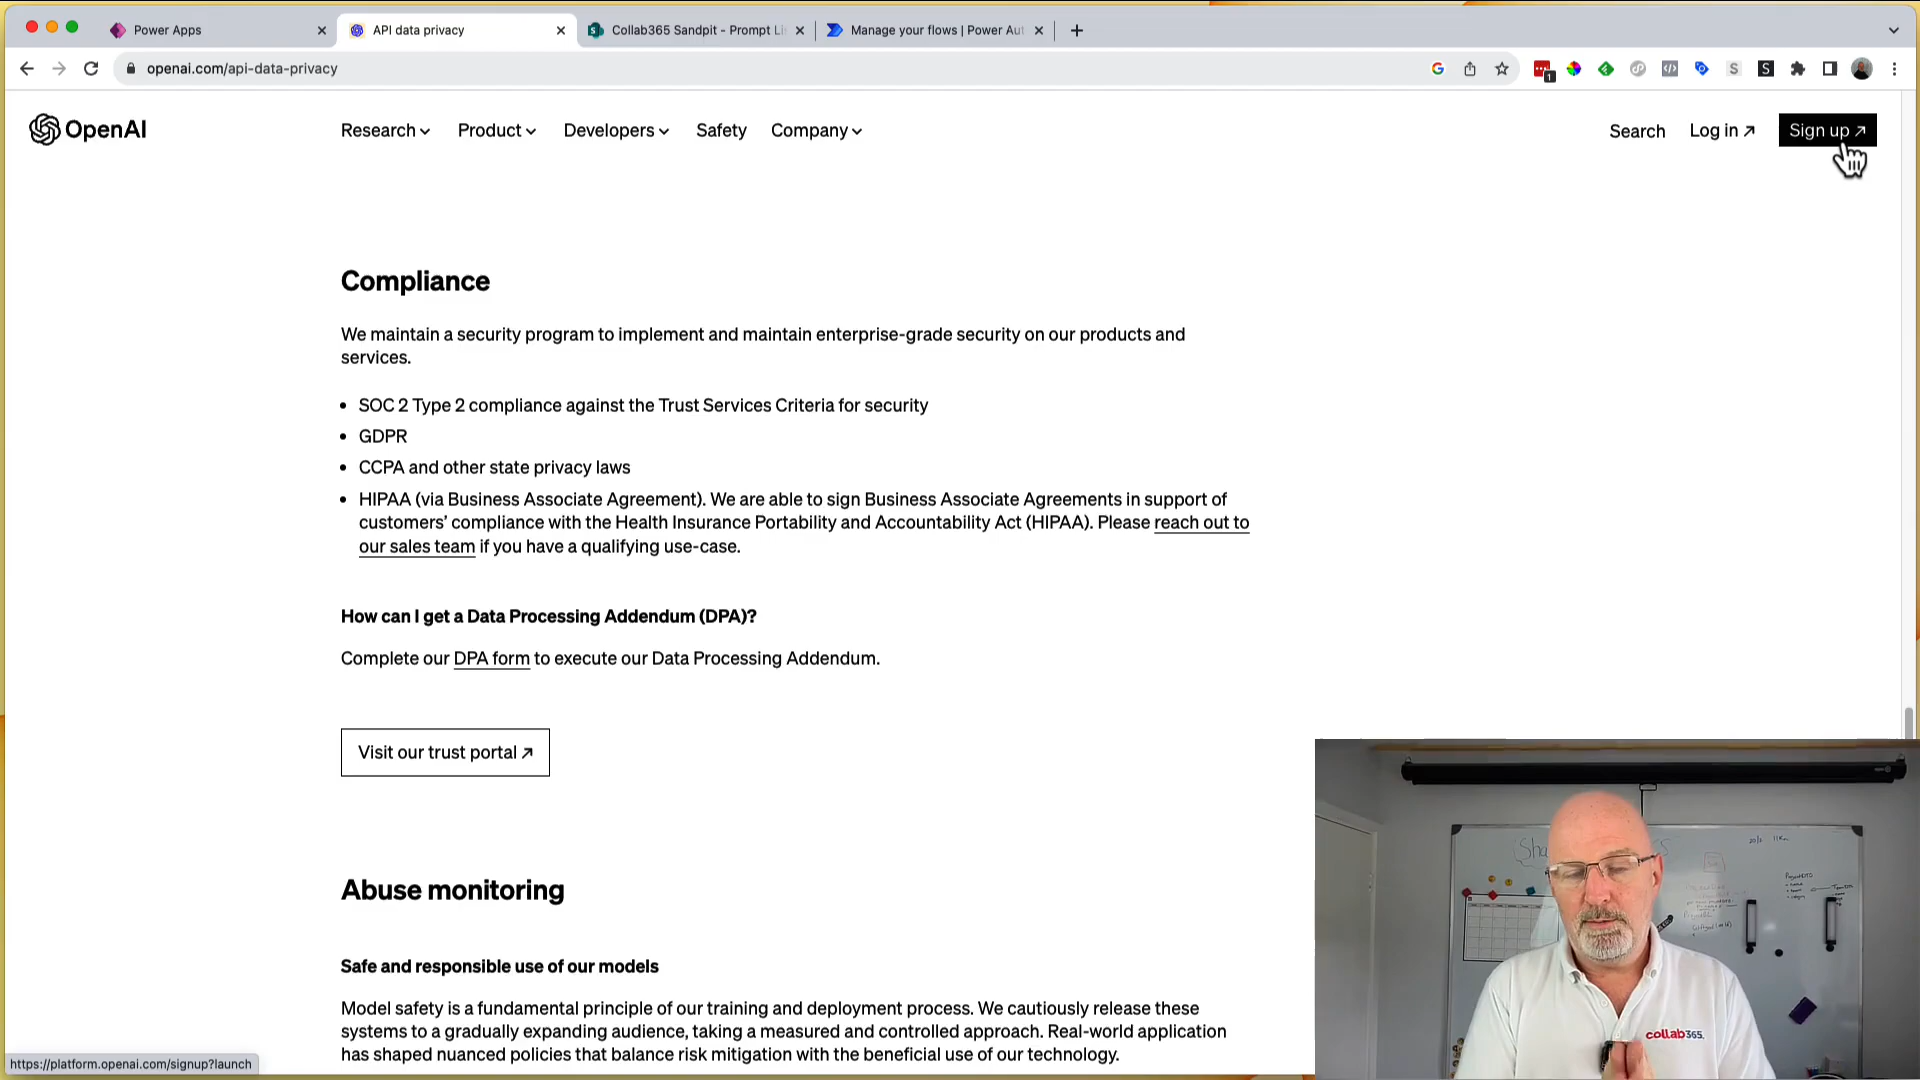 Power Apps
API data privacy
Collab365 Sandpit - Prompt Li
Manage your flows | Power Aut
openai.com/api-data-privacy
1
OpenAI
Research
Product
Developers
Safety
Company
Search
Log in ↗
Sign up ↗
Compliance
We maintain a security program to implement and maintain enterprise-grade security on our products and
services.
• SOC 2 Type 2 compliance against the Trust Services Criteria for security
• GDPR
• CCPA and other state privacy laws
• HIPAA (via Business Associate Agreement). We are able to sign Business Associate Agreements in support of
customers’ compliance with the Health Insurance Portability and Accountability Act (HIPAA). Please reach out to
our sales team if you have a qualifying use-case.
How can I get a Data Processing Addendum (DPA)?
Complete our DPA form to execute our Data Processing Addendum.
Visit our trust portal ↗
Abuse monitoring
Safe and responsible use of our models
Model safety is a fundamental principle of our training and deployment process. We cautiously release these
systems to a gradually expanding audience, taking a measured and controlled approach. Real-world application
has shaped nuanced policies that balance risk mitigation with the beneficial use of our technology.
collab365
https://platform.openai.com/signup?launch